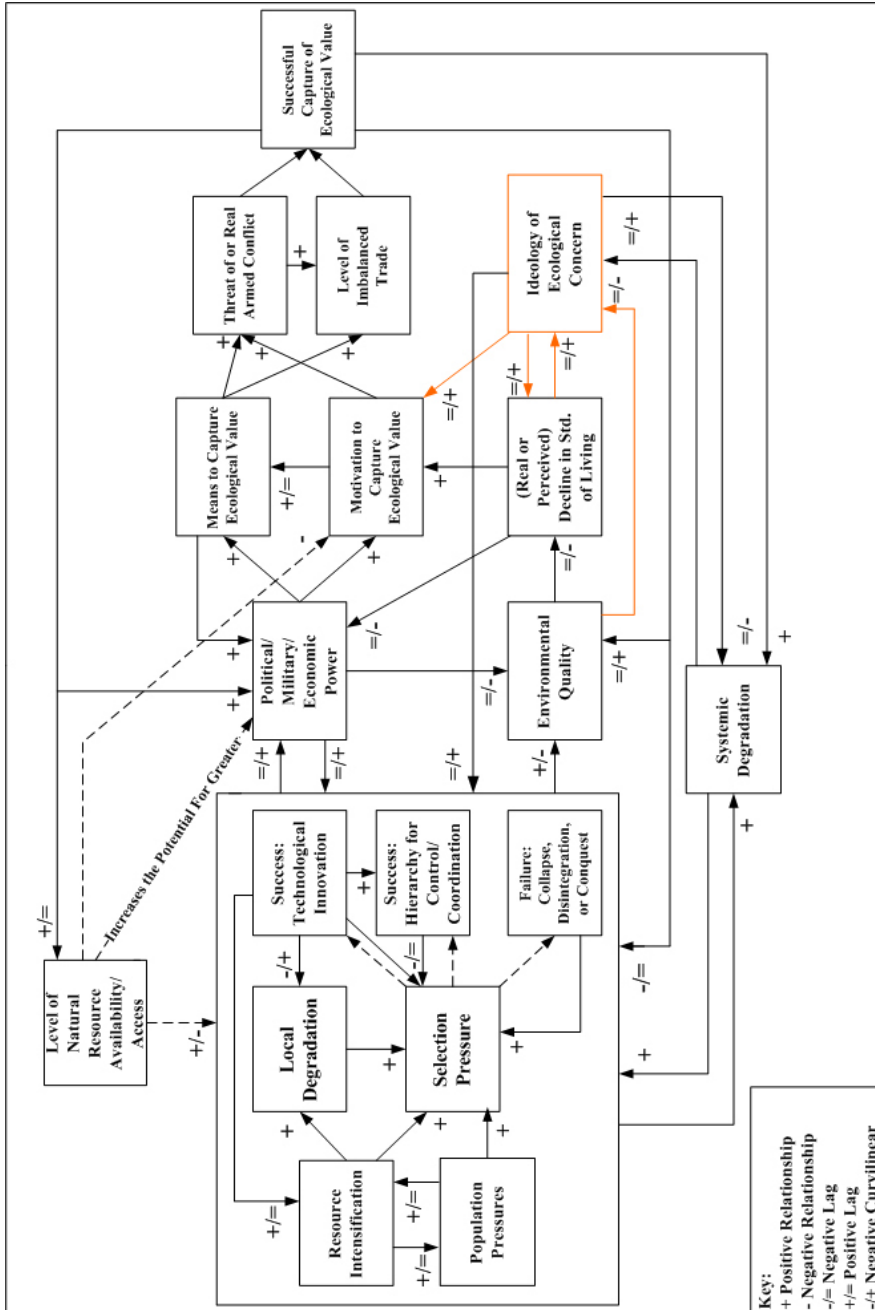 Level of
Natural
Resource
Availability/
Access
+/=
Increases the Potential For Greater
-
+/-
Successful
Capture of
Ecological Value
Threat of or Real
Armed Conflict
+
Level of
Imbalanced
Trade
+
+
+
Means to Capture
Ecological Value
+/=
Motivation to
Capture
Ecological Value
+
+
+
+
Political/
Military/
Economic
Power
+
=/+
=/+
=/-
=/-
Ideology of
Ecological
Concern
=/+
=/+
=/+
=/+
=/-
=/+
=/-
(Real or
Perceived)
Decline in Std.
of Living
+
=/-
Environmental
Quality
=/+
+/-
=/+
Success:
Technological
Innovation
+
Success:
Hierarchy for
Control/
Coordination
-/=
Failure:
Collapse,
Disintegration,
or Conquest
+
-/+
Local
Degradation
+
Selection
Pressure
+
+
+
Resource
Intensification
+/=
+/=
+/=
Population
Pressures
-/=
+
+
+
Systemic
Degradation
Key:
+ Positive Relationship
- Negative Relationship
-/= Negative Lag
+/= Positive Lag
-/+ Negative Curvilinear